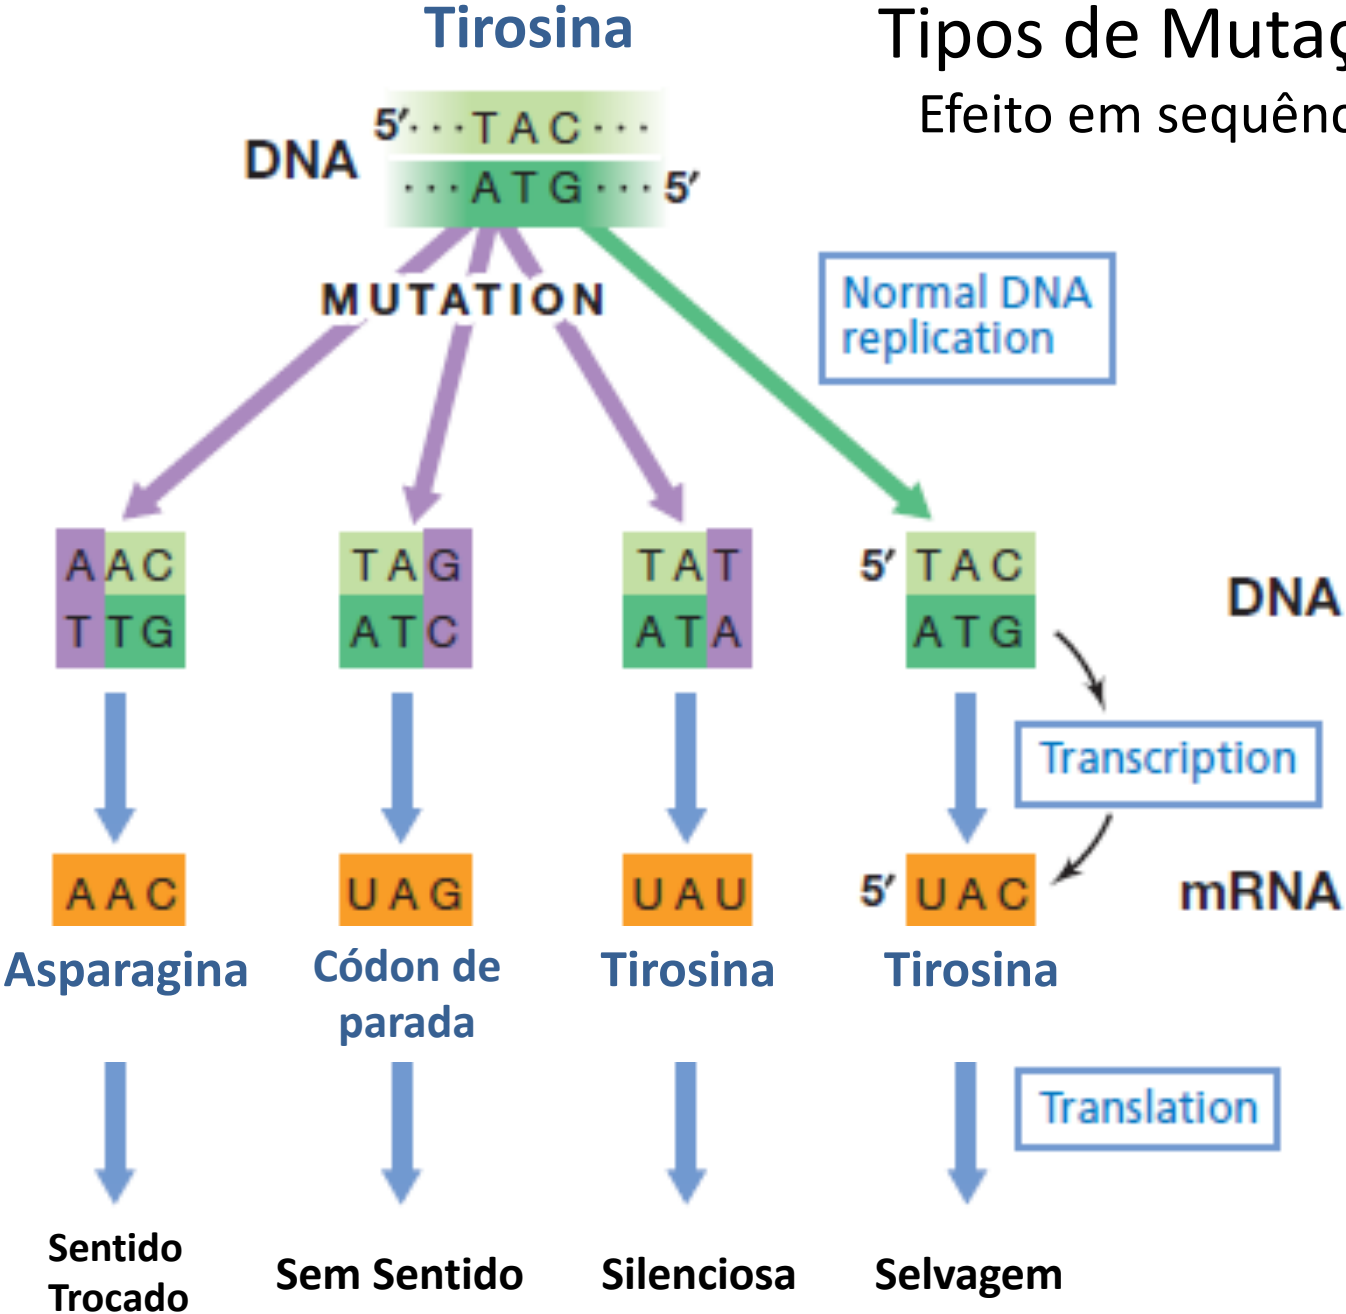 Tirosina
Tipos de Mutaç
Efeito em sequênc
DNA
5′···TAC···
···ATG···5′
MUTATION
Normal DNA
replication
AAC
TTG
TAG
ATC
TAT
ATA
5′ TAC
ATG
DNA
Transcription
AAC
UAG
UAU
5′ UAC
mRNA
Asparagina
Códon de
parada
Tirosina
Tirosina
Translation
Sentido
Trocado
Sem Sentido
Silenciosa
Selvagem